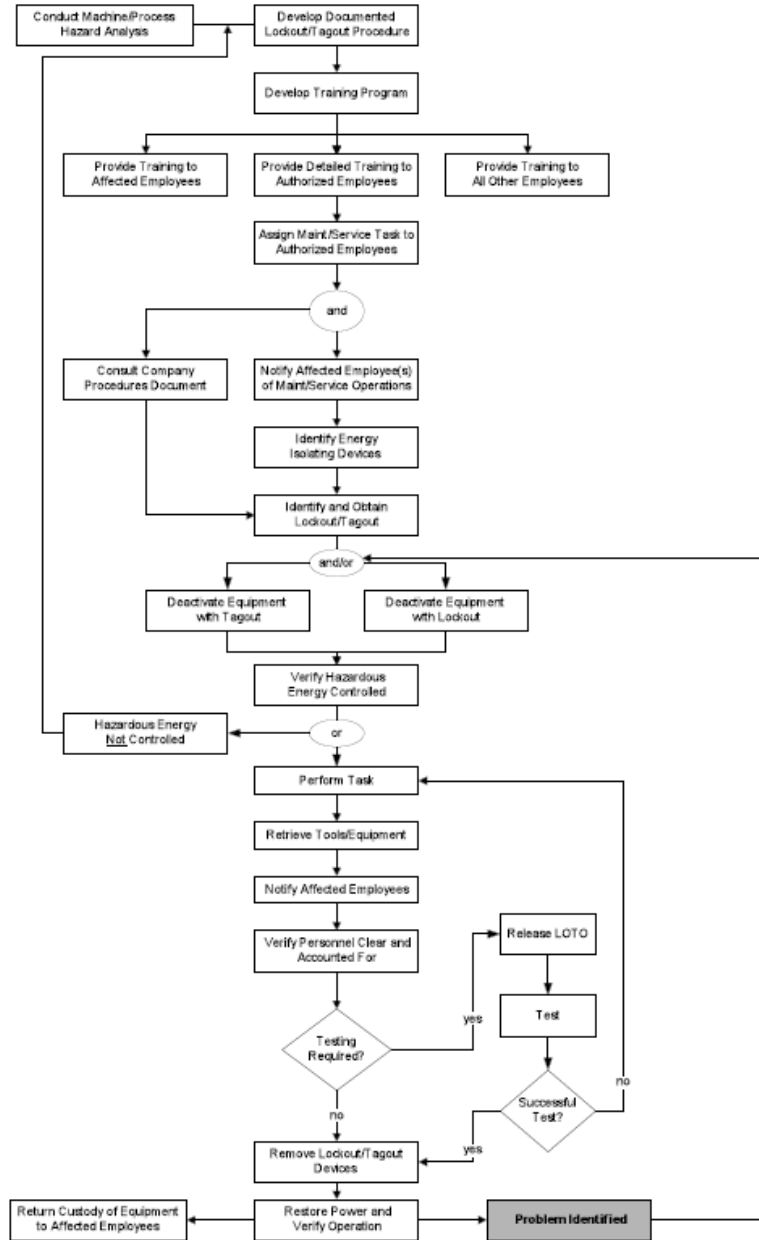 Conduct Machine/Process
Hazard Analysis
Develop Documented
Lockout/Tagout Procedure
Develop Training Program
Provide Training to
Affected Employees
Provide Detailed Training to
Authorized Employees
Provide Training to
All Other Employees
Assign Maint/Service Task to
Authorized Employees
and
Consult Company
Procedures Document
Notify Affected Employee(s)
of Maint/Service Operations
Identify Energy
Isolating Devices
Identify and Obtain
Lockout/Tagout
and/or
Deactivate Equipment
with Tagout
Deactivate Equipment
with Lockout
Verify Hazardous
Energy Controlled
Hazardous Energy
Not Controlled
or
Perform Task
Retrieve Tools/Equipment
Notify Affected Employees
Verify Personnel Clear and
Accounted For
Release LOTO
yes
Test
Testing
Required?
no
Successful
Test?
no
yes
Remove Lockout/Tagout
Devices
Return Custody of Equipment
to Affected Employees
Restore Power and
Verify Operation
Problem Identified